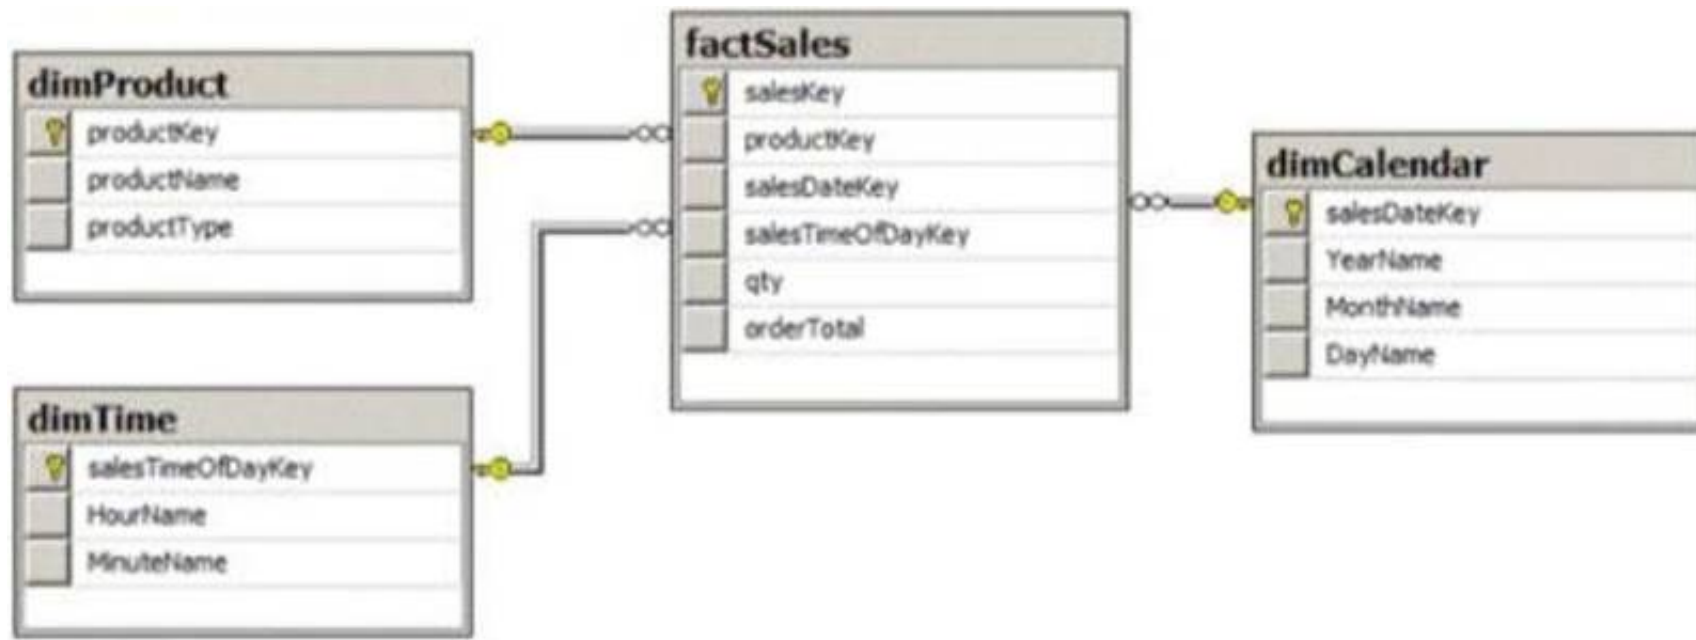 dimProduct
productKey
productName
productType
dimTime
salesTimeOfDayKey
HourName
MinuteName
factSales
salesKey
productKey
salesDateKey
salesTimeOfDayKey
qty
orderTotal
dimCalendar
salesDateKey
YearName
MonthName
DayName